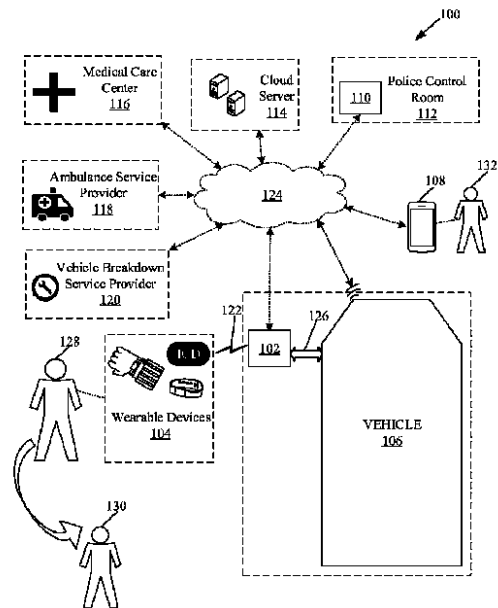 100
Medical Care
Center
116
Cloud
Server
114
110
Police Control
Room
112
Ambulance Service
Provider
118
124
108
132
Vehicle Breakdown
Service Provider
120
122
126
128
102
Wearable Devices
104
VEHICLE
106
130